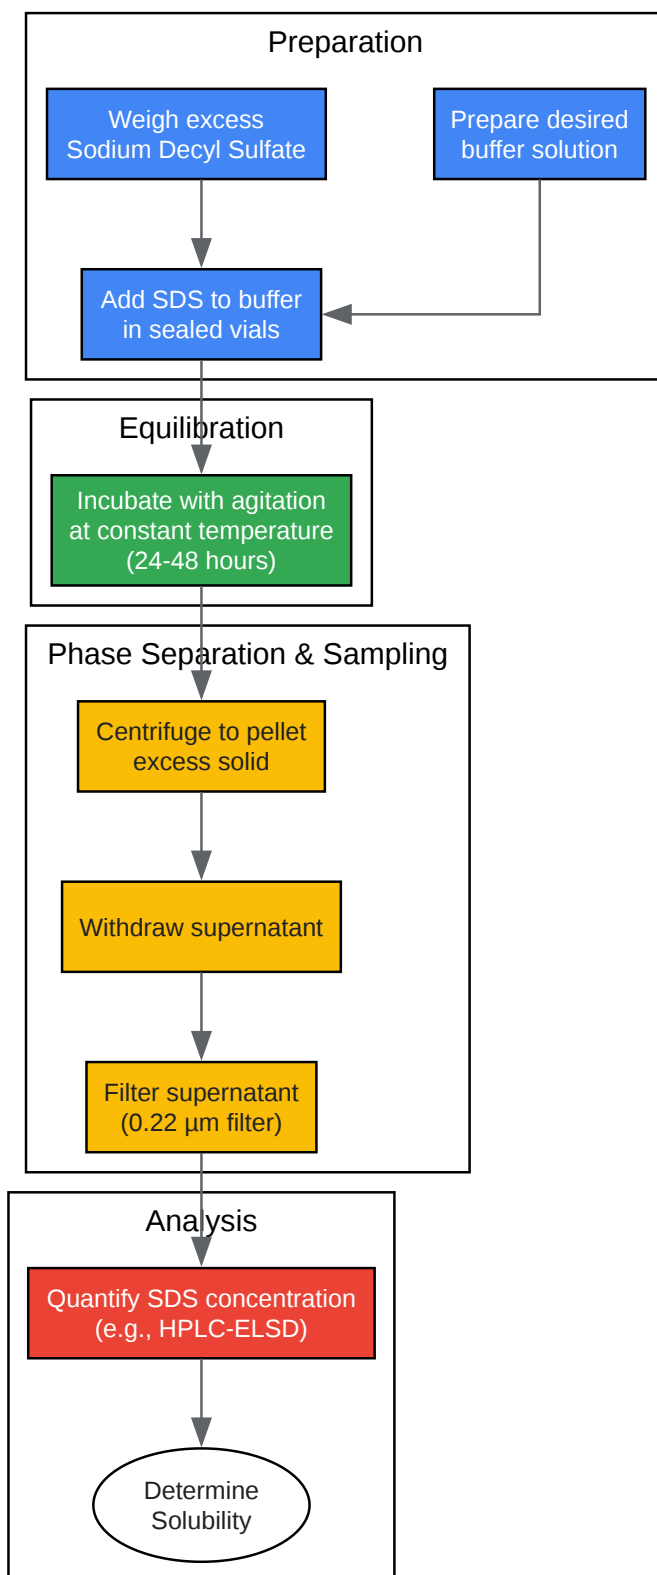 Preparation
Weigh excess
Sodium Decyl Sulfate
Prepare desired
buffer solution
Add SDS to buffer
in sealed vials
Equilibration
Incubate with agitation
at constant temperature
(24-48 hours)
Phase Separation & Sampling
Centrifuge to pellet
excess solid
Withdraw supernatant
Filter supernatant
(0.22 µm filter)
Analysis
Quantify SDS concentration
(e.g., HPLC-ELSD)
Determine
Solubility